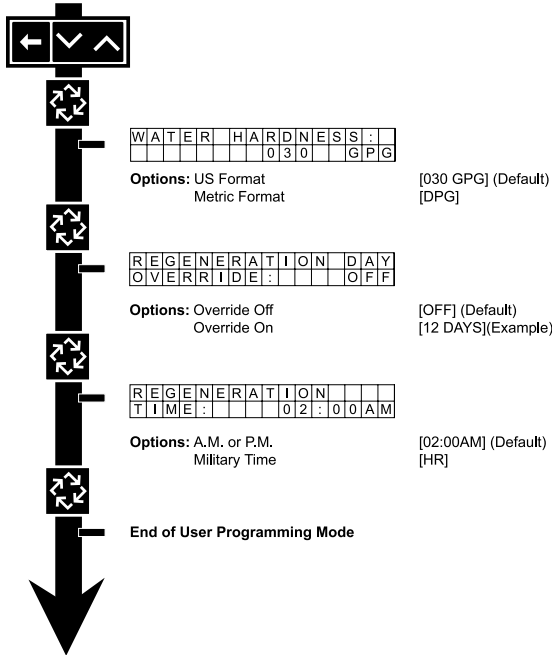 WATER HARDNESS:
030 GPG
Options: US Format [030 GPG] (Default)
Metric Format [DPG]
REGENERATION DAY
OVERRIDE: OFF
Options: Override Off [OFF] (Default)
Override On [12 DAYS](Example)
REGENERATION
TIME: 02:00AM
Options: A.M. or P.M. [02:00AM] (Default)
Military Time [HR]
End of User Programming Mode